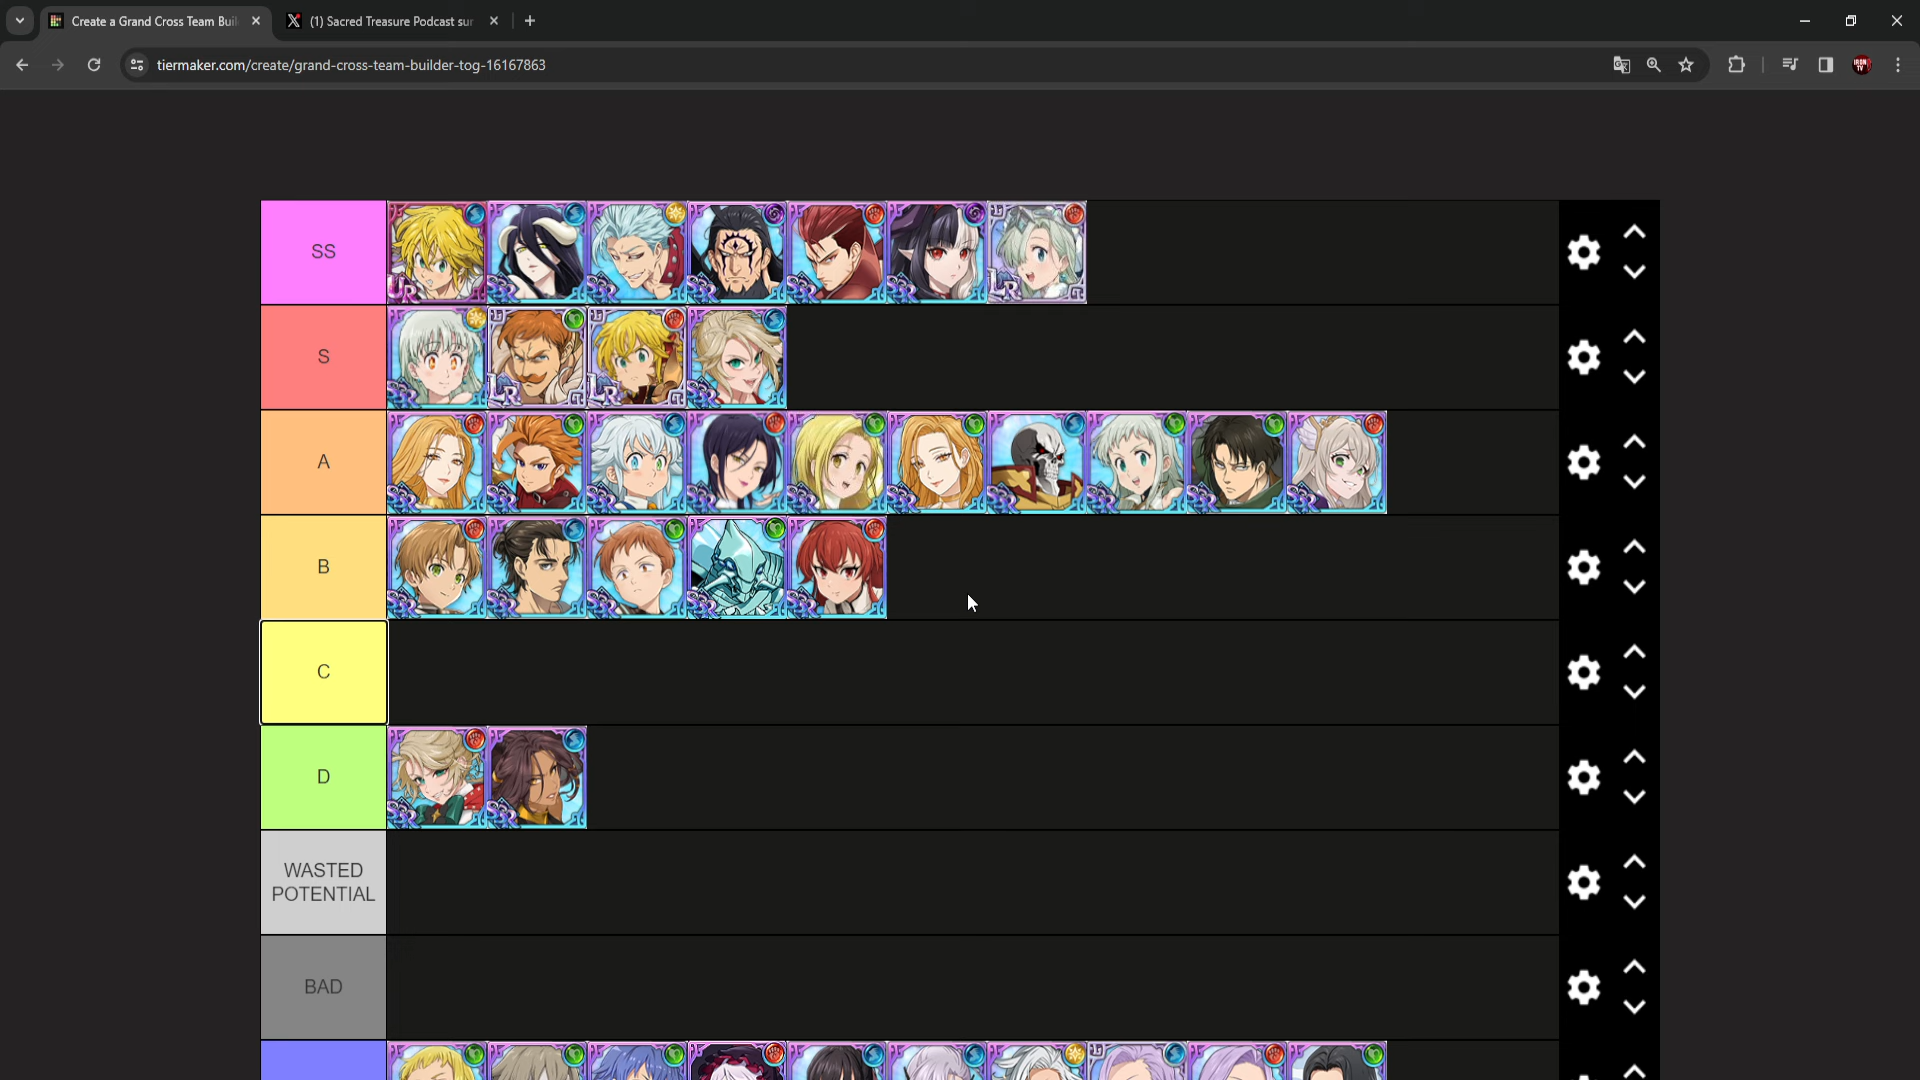 Create a Grand Cross Team Buil
(1) Sacred Treasure Podcast sur
tiermaker.com/create/grand-cross-team-builder-tog-16167863
SS
S
A
B
C
D
WASTED
POTENTIAL
BAD